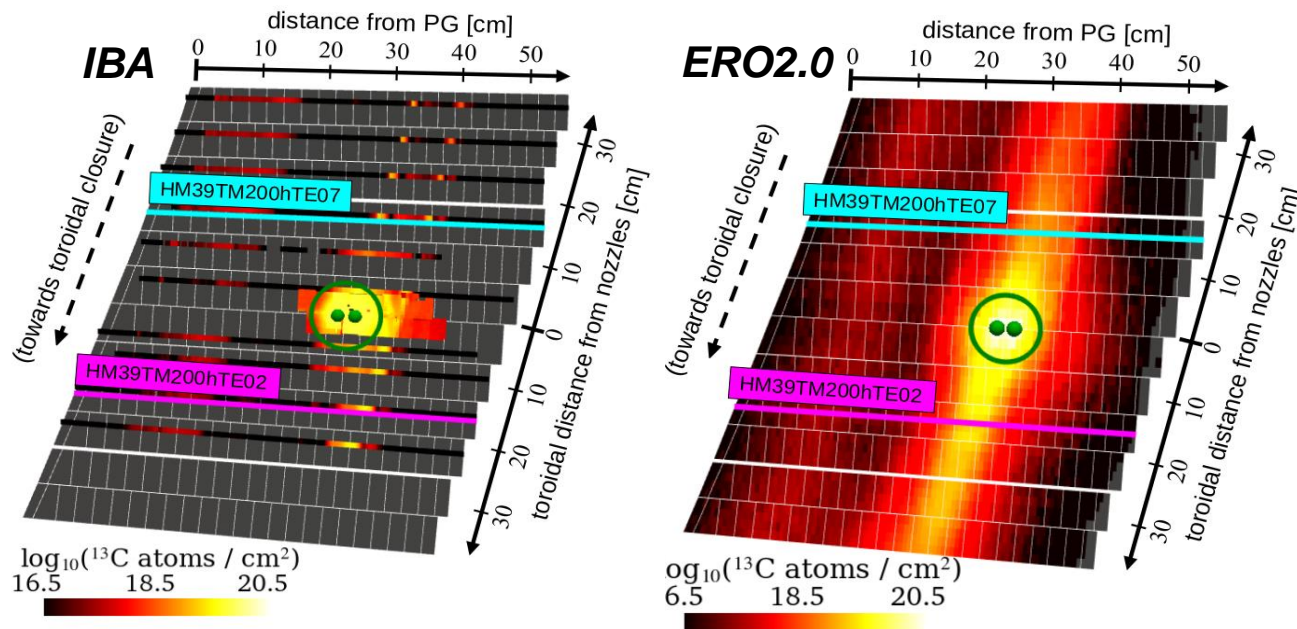 distance from PG [cm]
IBA
0 10 20 30 40 50
(towards toroidal closure)
HM39TM200hTE07
HM39TM200hTE02
30
20
10
0
10
20
30
toroidal distance from nozzles [cm]
log₁₀(¹³C atoms / cm²)
16.5 18.5 20.5
distance from PG [cm]
ERO2.0
0 10 20 30 40 50
(towards toroidal closure)
HM39TM200hTE07
HM39TM200hTE02
30
20
10
0
10
20
30
toroidal distance from nozzles [cm]
og₁₀(¹³C atoms / cm²)
6.5 18.5 20.5